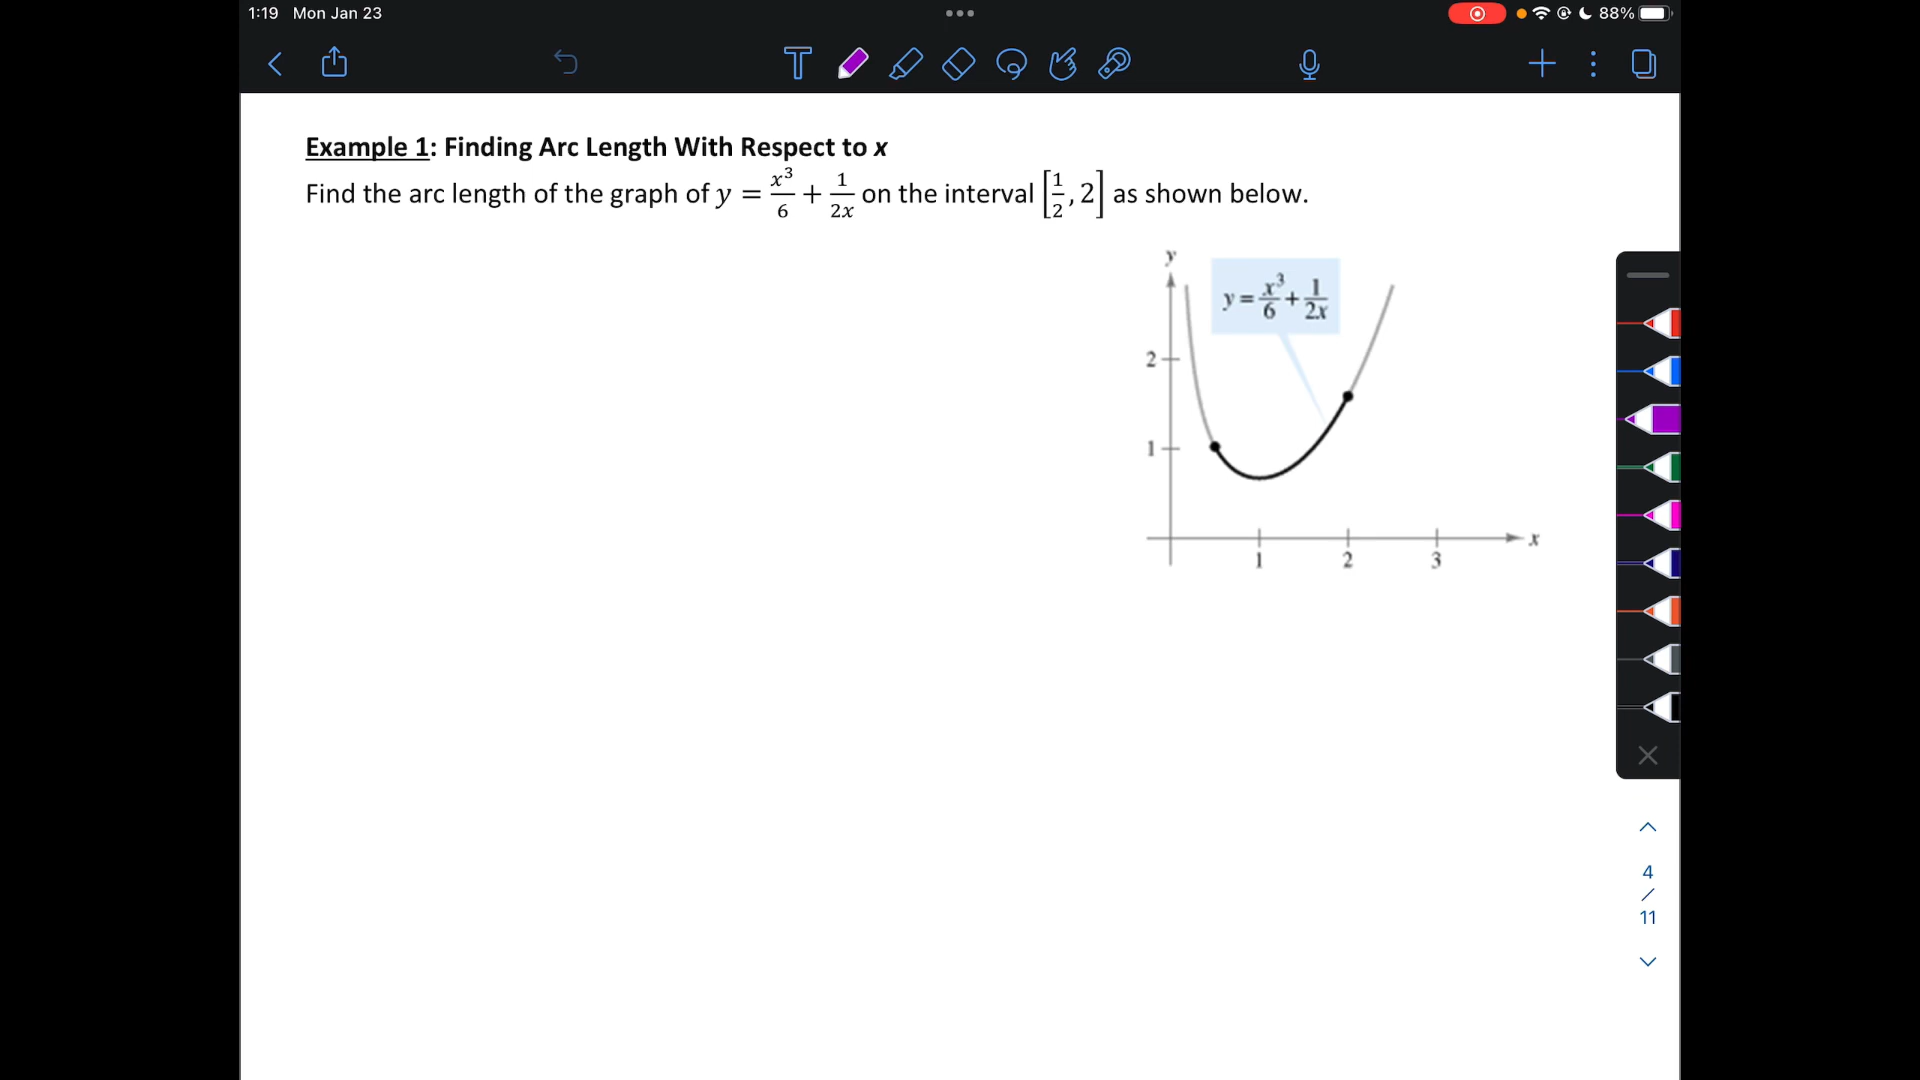 1:19 Mon Jan 23
88%
Example 1: Finding Arc Length With Respect to x
Find the arc length of the graph of y = x³/6 + 1/2x on the interval [1/2, 2] as shown below.
y
y = x³/6 + 1/2x
2
1
x
1 2 3
4
/
11